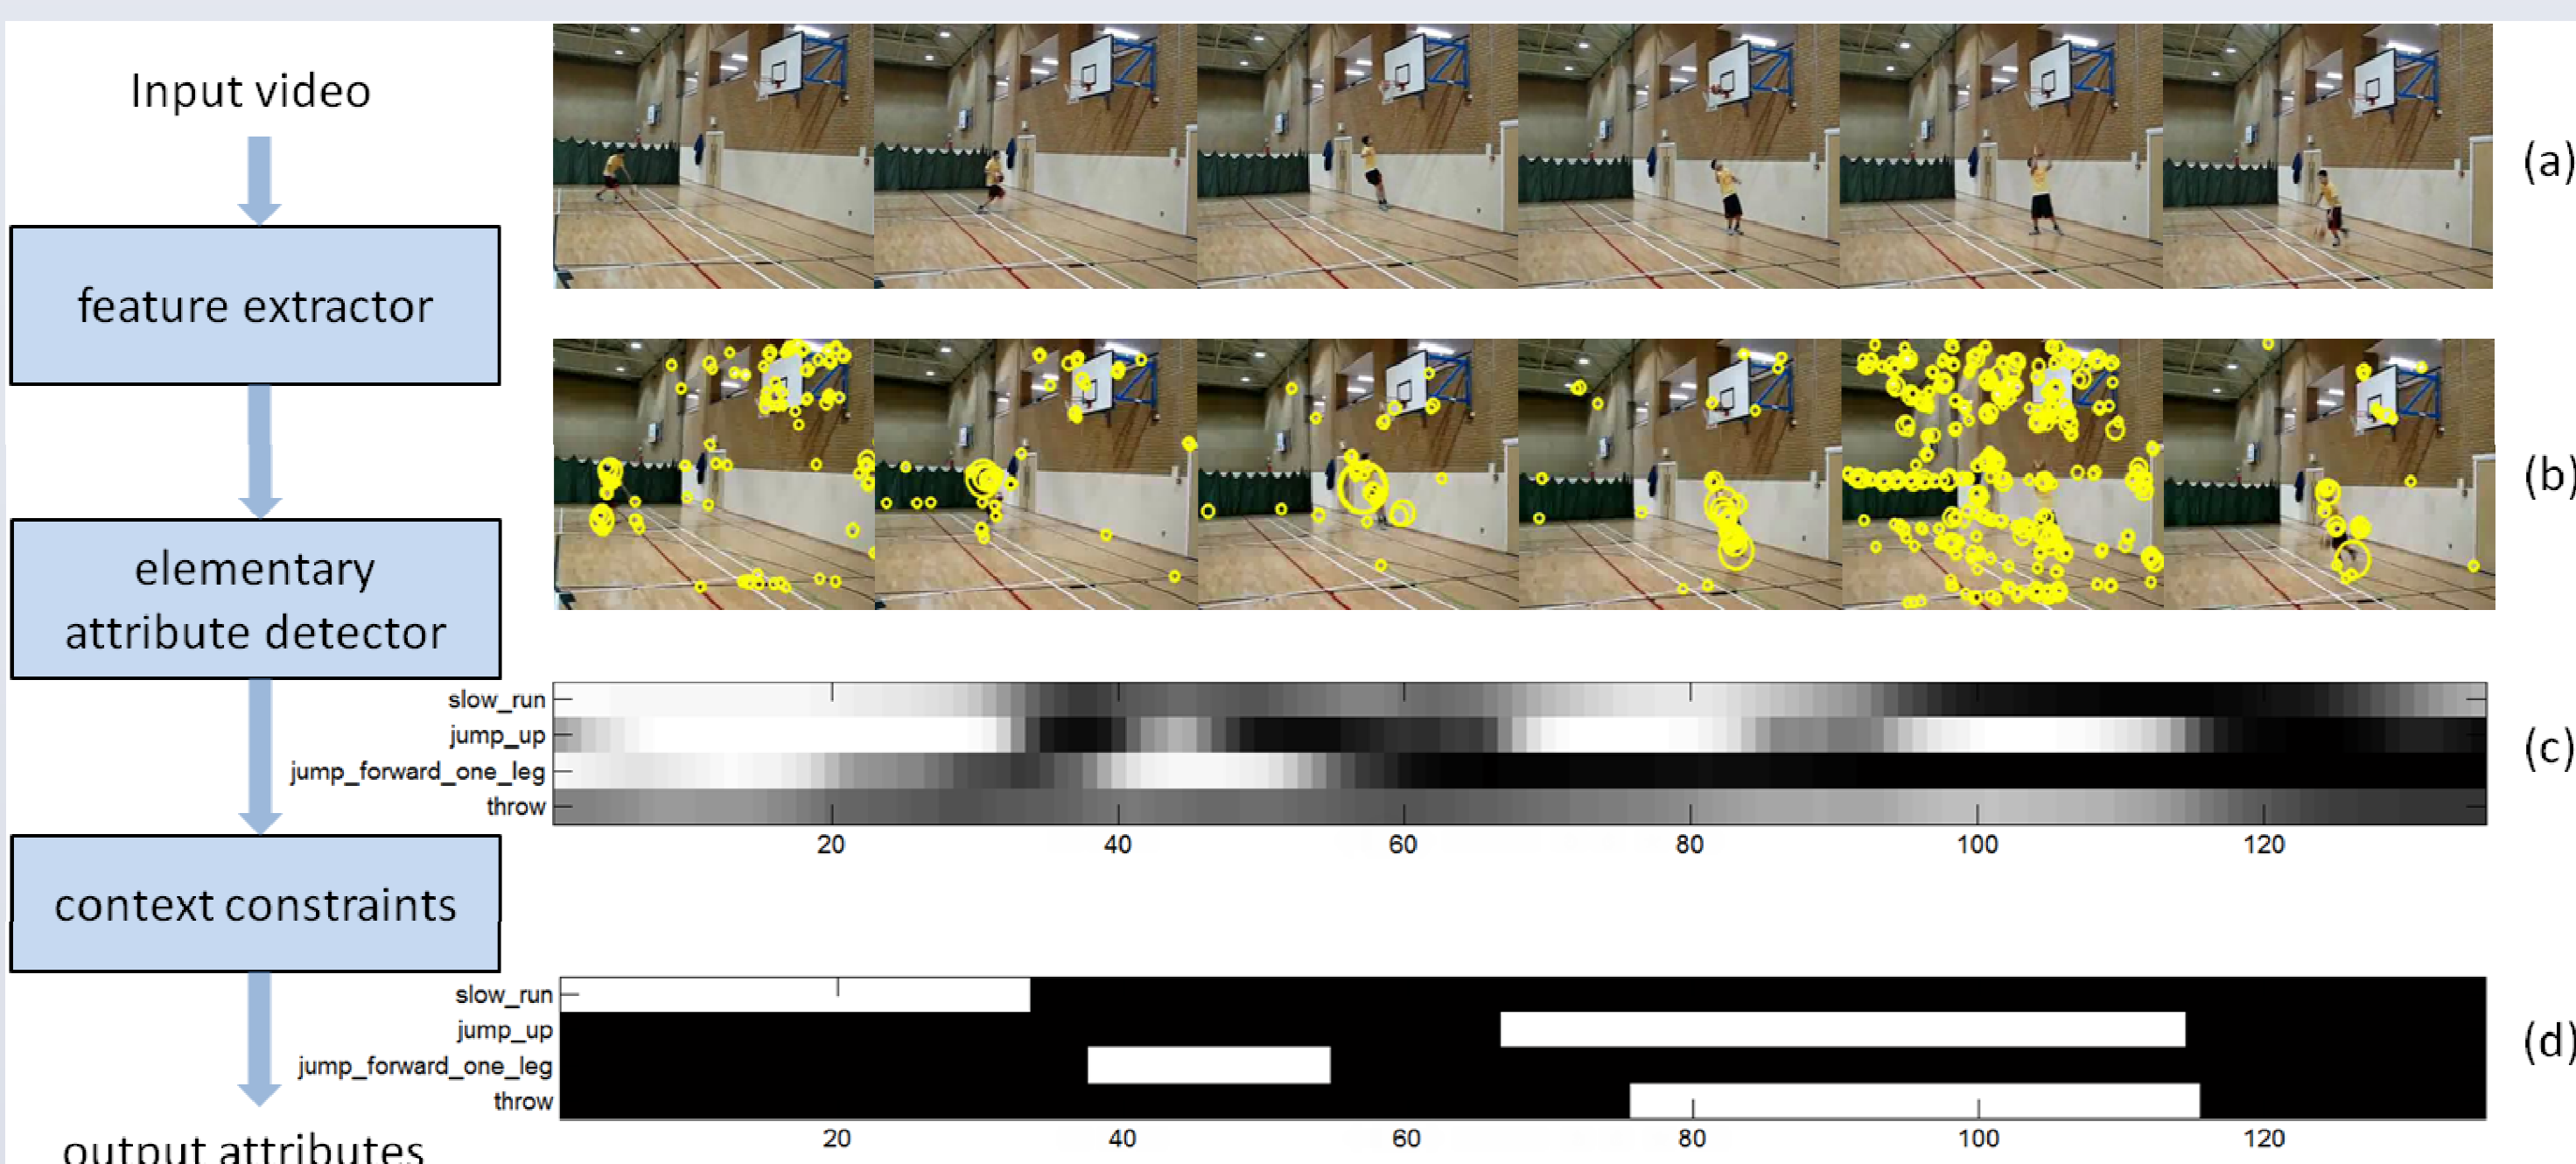 Input video
feature extractor
elementary
attribute detector
context constraints
output attributes
(a)
(b)
slow_run
jump_up
jump_forward_one_leg
throw
20 40 60 80 100 120
(c)
slow_run
jump_up
jump_forward_one_leg
throw
20 40 60 80 100 120
(d)